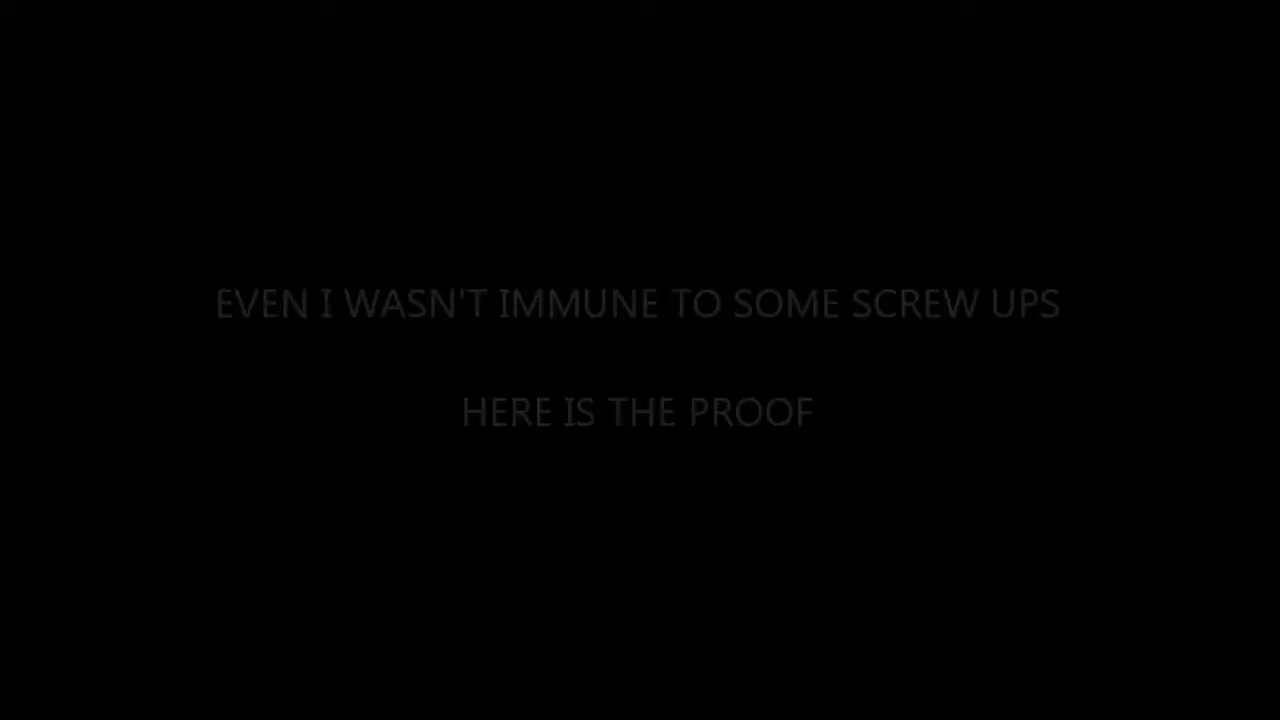 EVEN I WASN'T IMMUNE TO SOME SCREW UPS
HERE IS THE PROOF